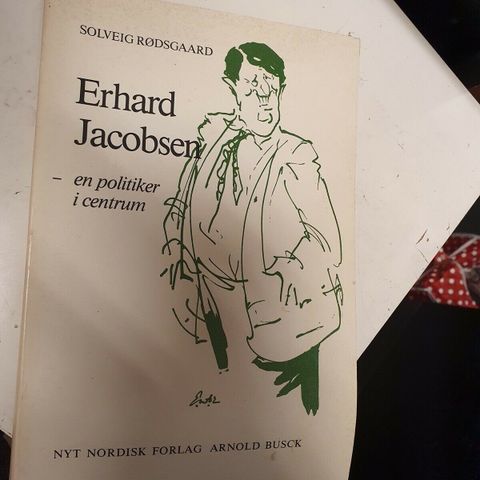 SOLVEIG RØDSGAARD
Erhard
Jacobsen
– en politiker
i centrum
NYT NORDISK FORLAG ARNOLD BUSCK